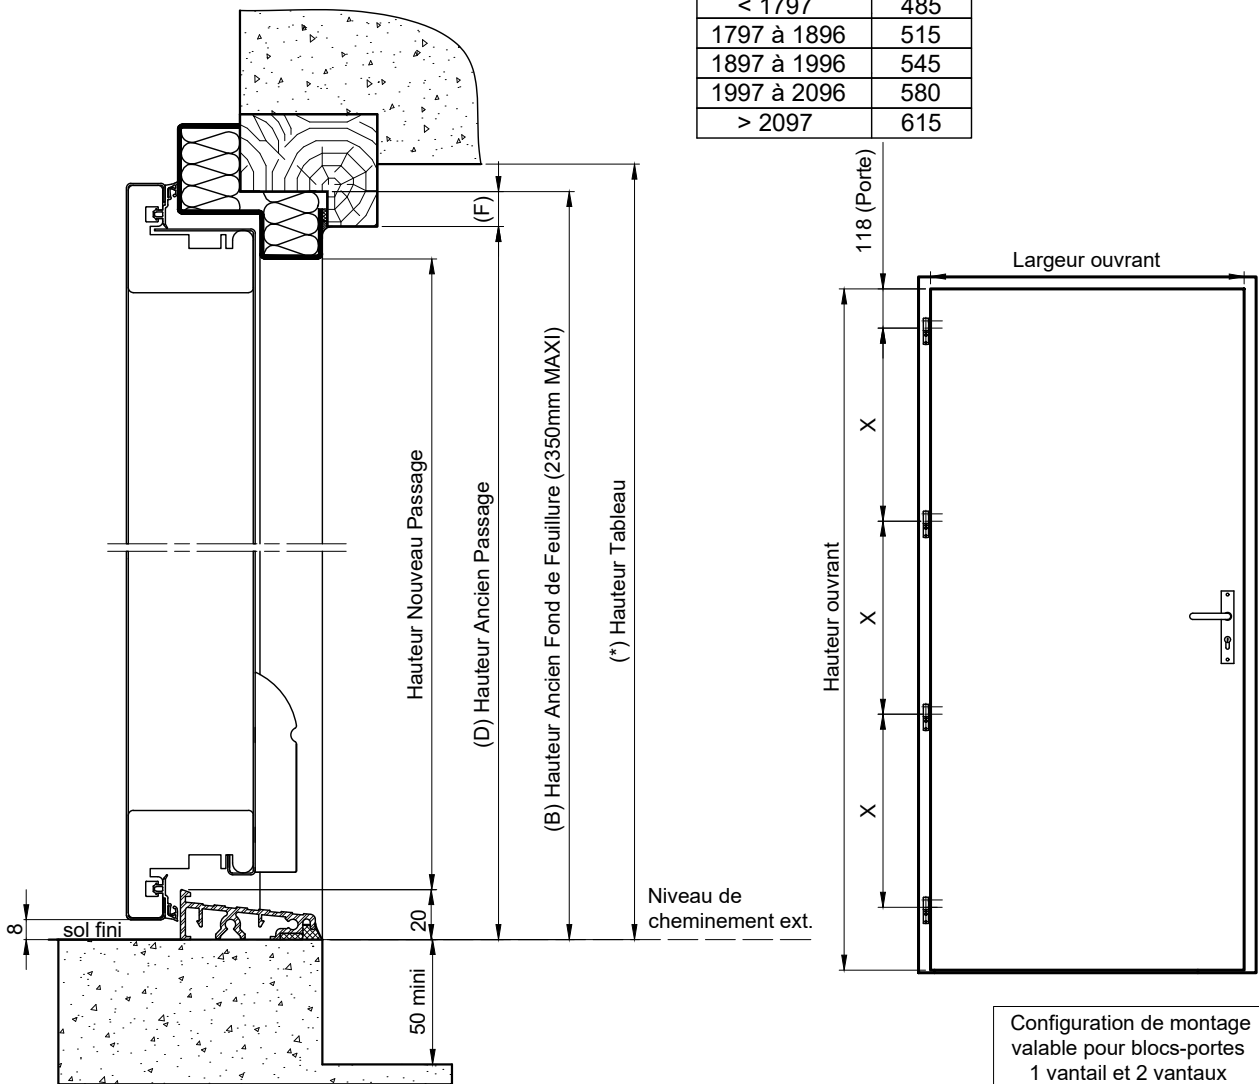 < 1797 485
1797 à 1896 515
1897 à 1996 545
1997 à 2096 580
> 2097 615
118 (Porte)
(F)
Largeur ouvrant
Hauteur Nouveau Passage
(D) Hauteur Ancien Passage
(B) Hauteur Ancien Fond de Feuillure (2350mm MAXI)
(*) Hauteur Tableau
Hauteur ouvrant
X
X
X
8
sol fini
20
50 mini
Niveau de
cheminement ext.
Configuration de montage
valable pour blocs-portes
1 vantail et 2 vantaux